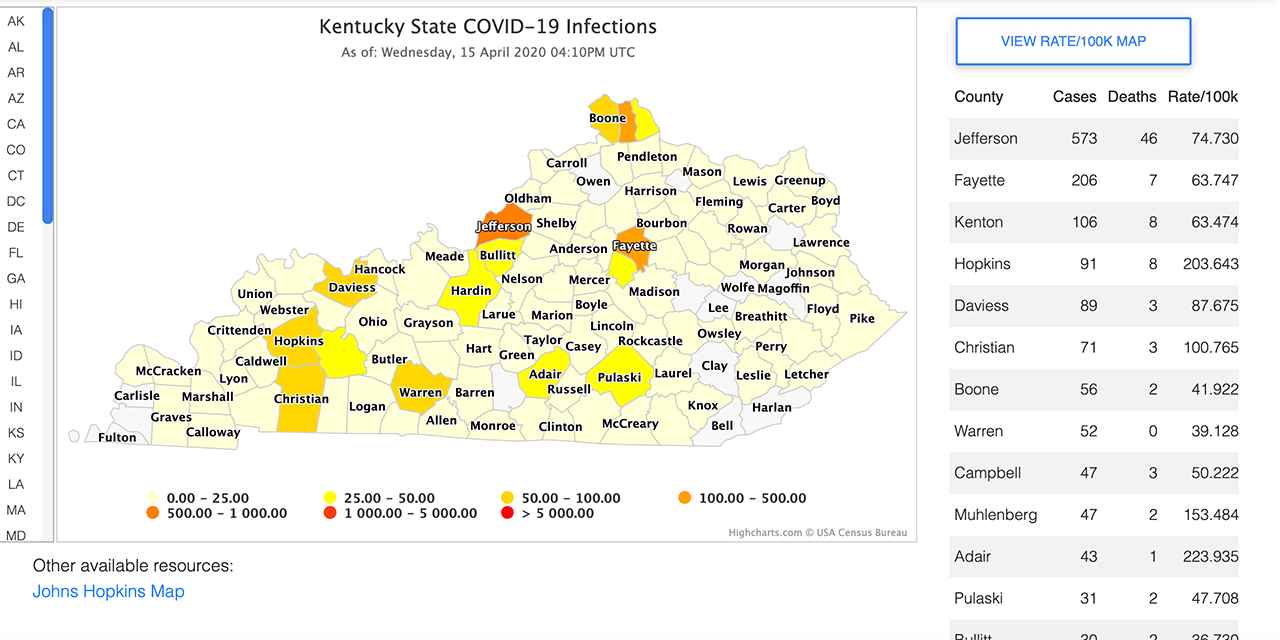 AK
AL
AR
AZ
CA
CO
CT
DC
DE
FL
GA
HI
IA
ID
IL
IN
KS
KY
LA
MA
MD
Kentucky State COVID-19 Infections
As of: Wednesday, 15 April 2020 04:10PM UTC
Boone
Carroll
Pendleton
Owen
Mason
Harrison
Lewis
Greenup
Oldham
Fleming
Carter
Boyd
Jefferson
Shelby
Bourbon
Rowan
Bullitt
Anderson
Fayette
Lawrence
Meade
Hancock
Nelson
Mercer
Morgan
Johnson
Daviess
Hardin
Madison
Wolfe
Magoffin
Union
Webster
Larue
Marion
Boyle
Lee
Breathitt
Floyd
Pike
Crittenden
Hopkins
Ohio
Grayson
Lincoln
Owsley
Taylor
Casey
Rockcastle
Perry
Caldwell
Butler
Hart
Green
McCracken
Lyon
Adair
Pulaski
Laurel
Clay
Leslie
Letcher
Carlisle
Marshall
Christian
Warren
Barren
Russell
Graves
Logan
Knox
Harlan
Fulton
Calloway
Allen
Monroe
Clinton
McCreary
Bell
0.00 - 25.00
25.00 - 50.00
50.00 - 100.00
100.00 - 500.00
500.00 - 1 000.00
1 000.00 - 5 000.00
> 5 000.00
Highcharts.com © USA Census Bureau
Other available resources:
Johns Hopkins Map
VIEW RATE/100K MAP
County Cases Deaths Rate/100k
Jefferson 573 46 74.730
Fayette 206 7 63.747
Kenton 106 8 63.474
Hopkins 91 8 203.643
Daviess 89 3 87.675
Christian 71 3 100.765
Boone 56 2 41.922
Warren 52 0 39.128
Campbell 47 3 50.222
Muhlenberg 47 2 153.484
Adair 43 1 223.935
Pulaski 31 2 47.708
Bullitt 30 2 36.730